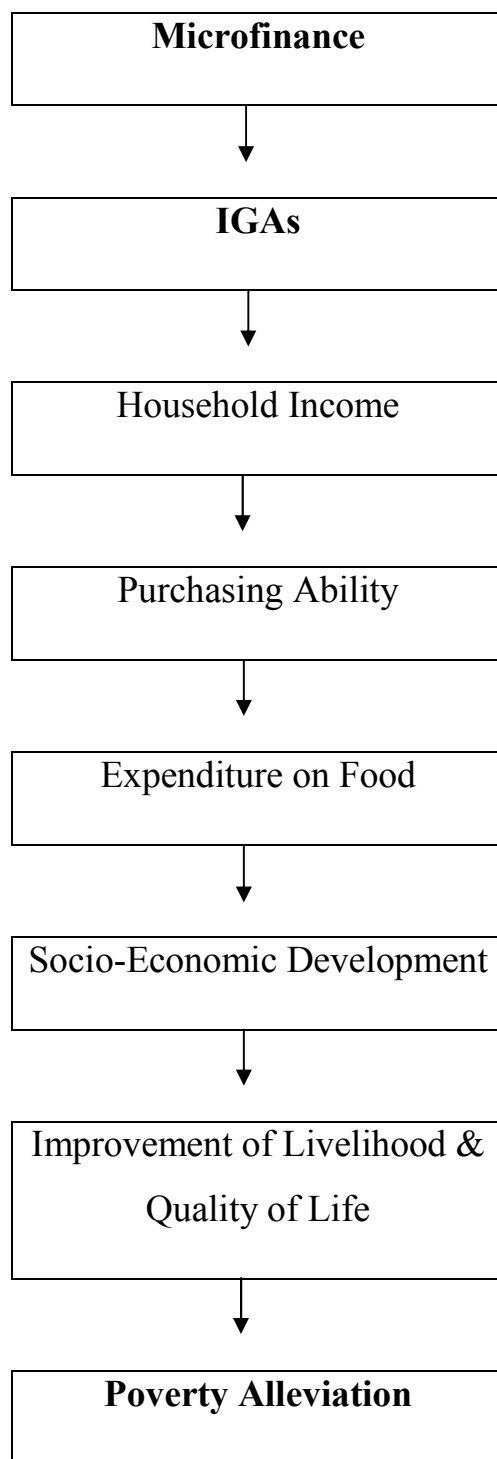 Microfinance
IGAs
Household Income
Purchasing Ability
Expenditure on Food
Socio-Economic Development
Improvement of Livelihood &
Quality of Life
Poverty Alleviation